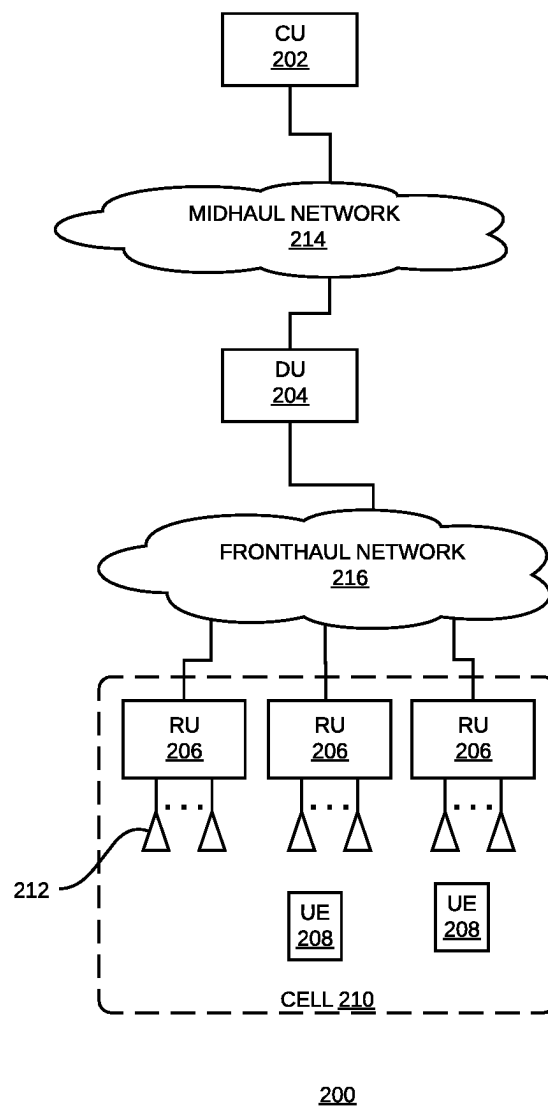 CU
202
MIDHAUL NETWORK
214
DU
204
FRONTHAUL NETWORK
216
RU
206
RU
206
RU
206
212
UE
208
UE
208
CELL 210
200